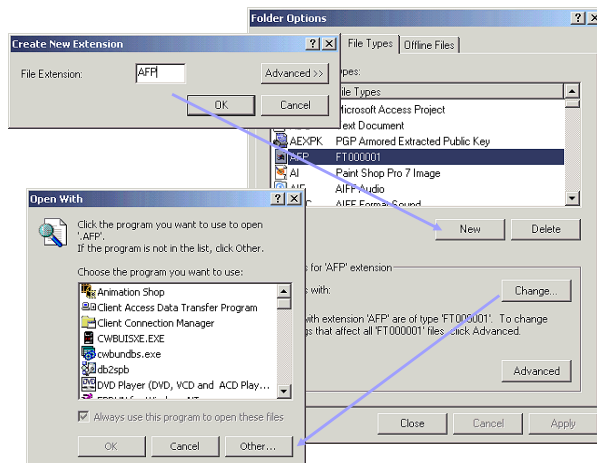 Folder Options
Create New Extension
File Extension:
AFP
Advanced >>
OK
Cancel
File Types
Offline Files
ypes:
File Types
Microsoft Access Project
Text Document
AEXPK PGP Armored Extracted Public Key
AFP FT000001
AI Paint Shop Pro 7 Image
AIF AIFF Audio
AIFF Format Sound
New
Delete
s for 'AFP' extension
s with:
Change...
with extension 'AFP' are of type 'FT000001'. To change
gs that affect all 'FT000001' files, click Advanced.
Advanced
Close
Cancel
Apply
Open With
Click the program you want to use to open
'.AFP'.
If the program is not in the list, click Other.
Choose the program you want to use:
Animation Shop
Client Access Data Transfer Program
Client Connection Manager
CWBUISXE.EXE
cwbundbs.exe
db2spb
DVD Player (DVD, VCD and ACD Play...
Always use this program to open these files
OK
Cancel
Other...